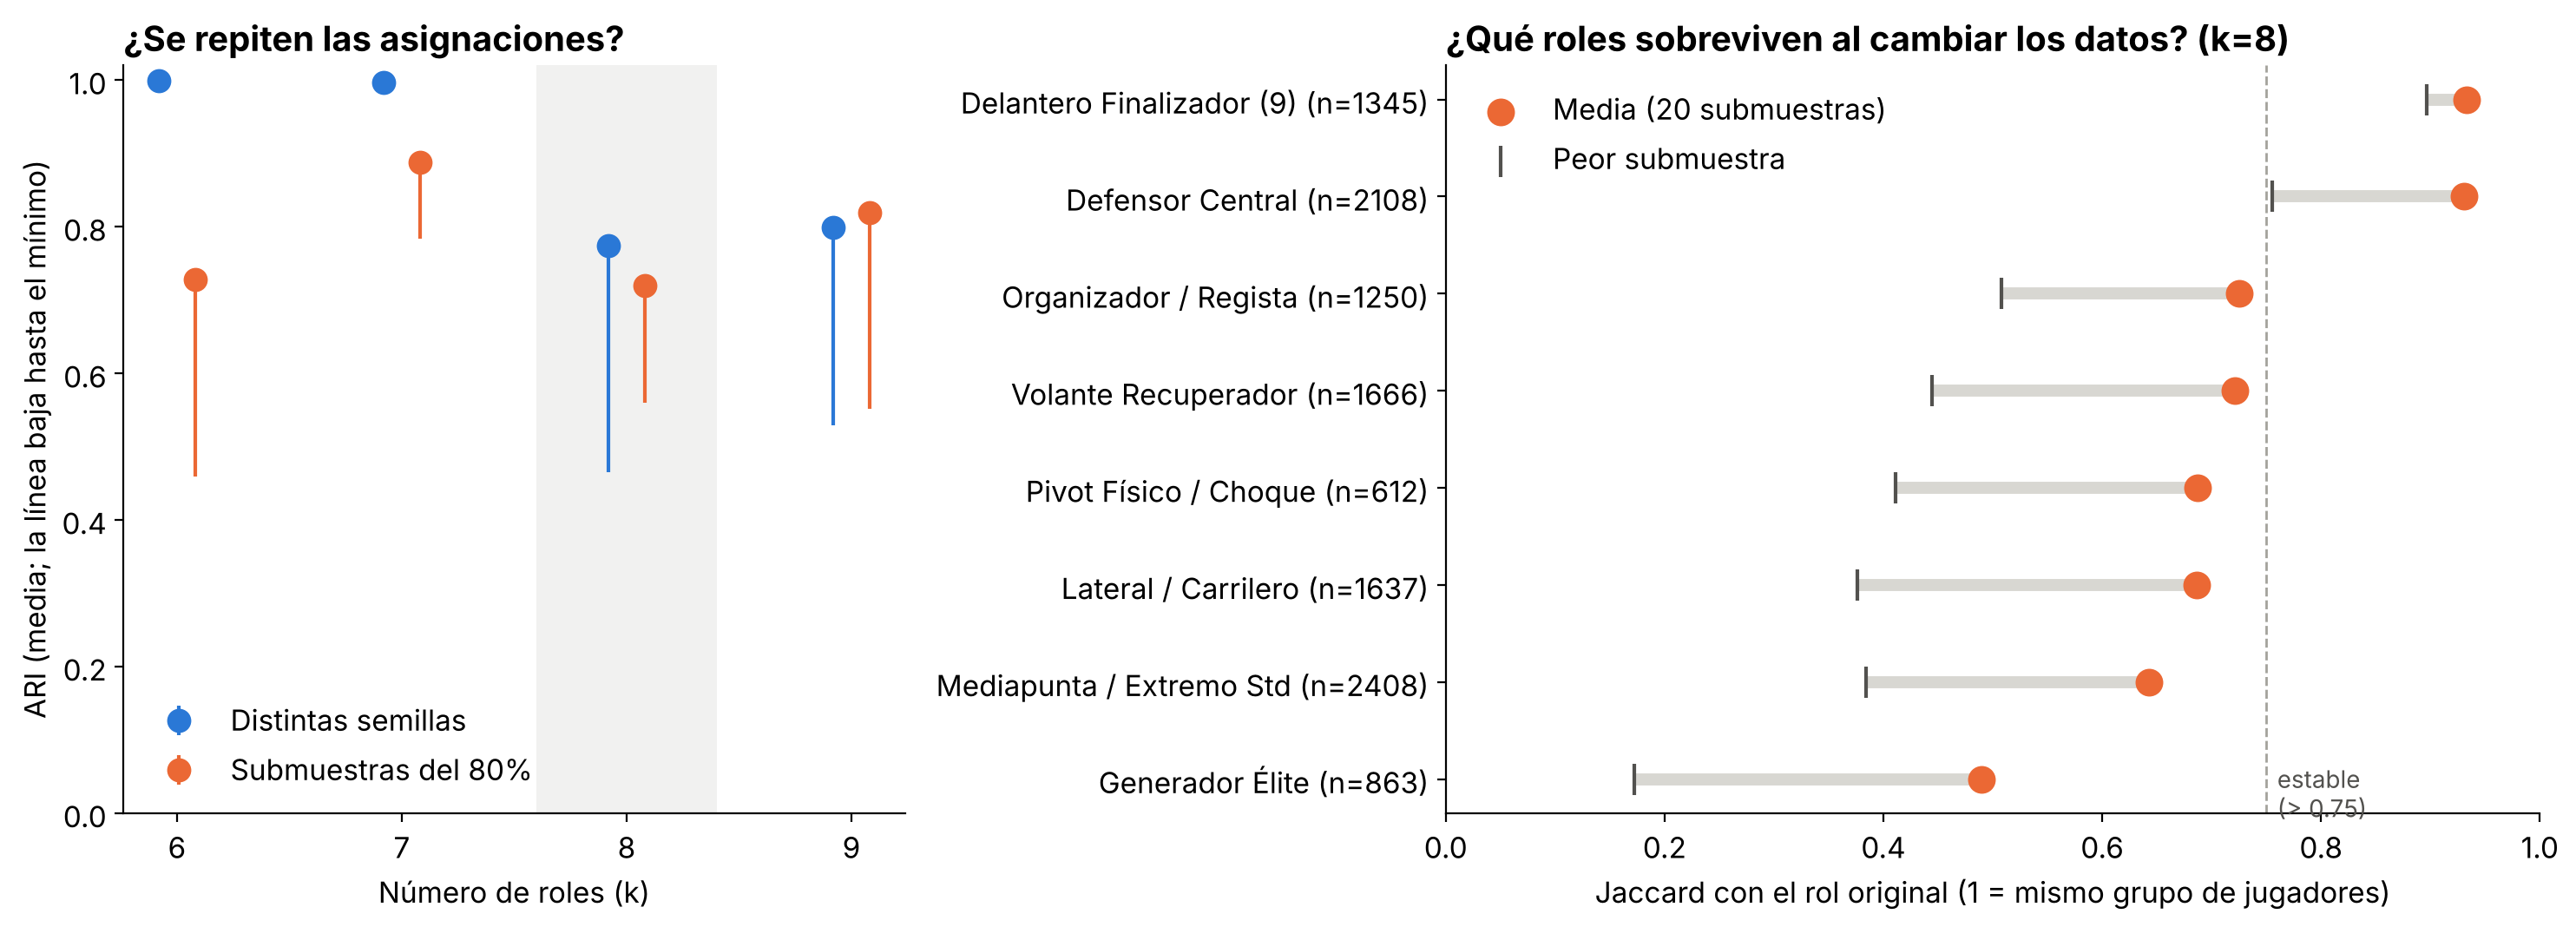 ¿Se repiten las asignaciones?
ARI (media; la línea baja hasta el mínimo)
1.0
0.8
0.6
0.4
0.2
0.0
Distintas semillas
Submuestras del 80%
6
7
8
9
Número de roles (k)
¿Qué roles sobreviven al cambiar los datos? (k=8)
Delantero Finalizador (9) (n=1345)
Defensor Central (n=2108)
Organizador / Regista (n=1250)
Volante Recuperador (n=1666)
Pivot Físico / Choque (n=612)
Lateral / Carrilero (n=1637)
Mediapunta / Extremo Std (n=2408)
Generador Élite (n=863)
Media (20 submuestras)
Peor submuestra
estable
(> 0.75)
0.0
0.2
0.4
0.6
0.8
1.0
Jaccard con el rol original (1 = mismo grupo de jugadores)